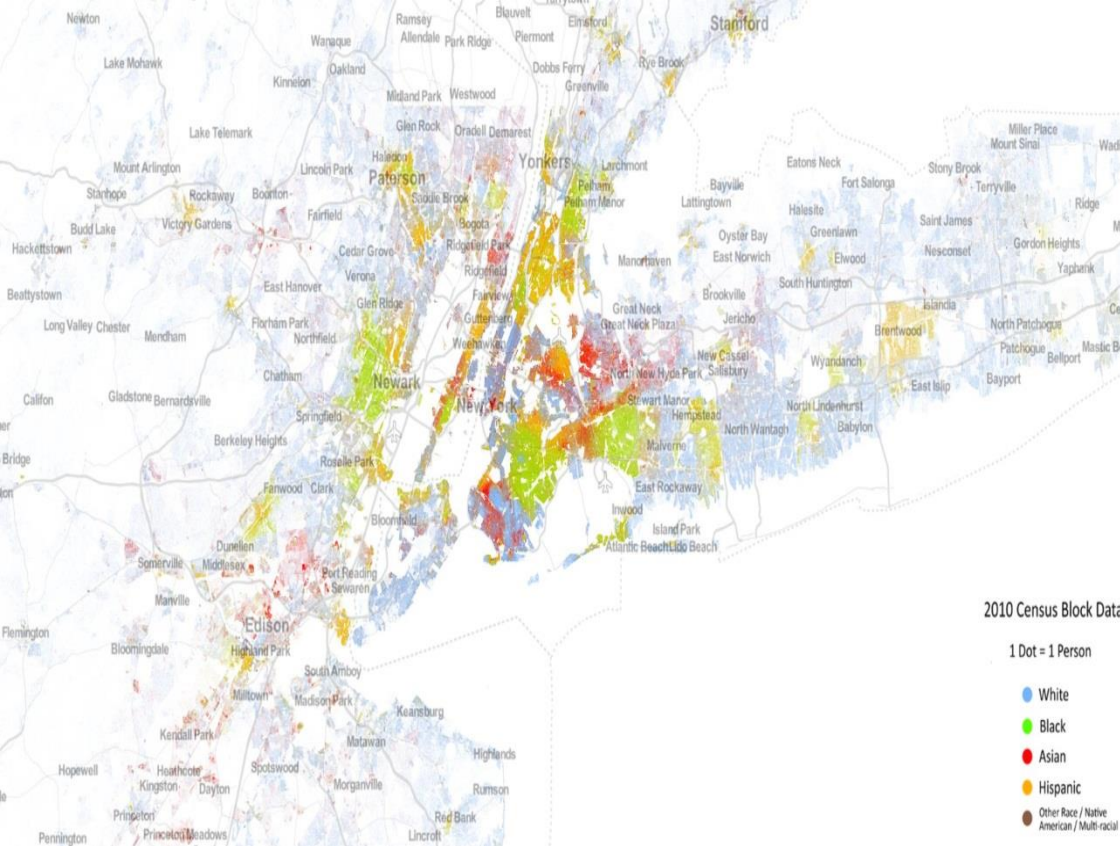 Newton
Ramsey
Blauvelt
Elmsford
Stamford
Wanaque
Allendale
Park Ridge
Piermont
Lake Mohawk
Oakland
Dobbs Ferry
Rye Brook
Kinnelon
Greenville
Midland Park
Westwood
Lake Telemark
Glen Rock
Oradell
Demarest
Miller Place
Mount Sinai
Mount Arlington
Lincoln Park
Haledon
Paterson
Yonkers
Larchmont
Eatons Neck
Stony Brook
Stanhope
Rockaway
Boonton
Saddle Brook
Pelham
Bayville
Fort Salonga
Terryville
Pelham Manor
Lattingtown
Ridge
Budd Lake
Victory Gardens
Fairfield
Bogota
Halesite
Saint James
Hackettstown
Cedar Grove
Ridgefield Park
Oyster Bay
Greenlawn
Gordon Heights
Verona
Ridgefield
Manorhaven
East Norwich
Elwood
Nesconset
Yaphank
Beattystown
East Hanover
Glen Ridge
Fairview
Brookville
South Huntington
Islandia
Long Valley
Chester
Mendham
Florham Park
Northfield
Guttenberg
Great Neck
Great Neck Plaza
Jericho
Brentwood
North Patchogue
Weehawken
New Cassel
Salisbury
Wyandanch
Patchogue
Bellport
Mastic B
Chatham
Newark
North New Hyde Park
East Islip
Bayport
Califon
Gladstone
Bernardsville
Springfield
New York
Stewart Manor
Hempstead
North Lindenhurst
Babylon
Berkeley Heights
North Wantagh
Bridge
Roselle Park
Malverne
Fanwood
Clark
East Rockaway
Inwood
Bloomfield
Island Park
Dunellen
Atlantic Beach
Lido Beach
Somerville
Middlesex
Port Reading
Sewaren
Manville
2010 Census Block Data
Flemington
Edison
Bloomingdale
Highland Park
1 Dot = 1 Person
South Amboy
Milltown
Madison Park
White
Keansburg
Kendall Park
Matawan
Black
Highlands
Asian
Hopewell
Heathcote
Spotswood
Kingston
Dayton
Morganville
Rumson
Hispanic
Princeton
Red Bank
Other Race / Native
American / Multi-racial
Pennington
Princeton Meadows
Lincroft